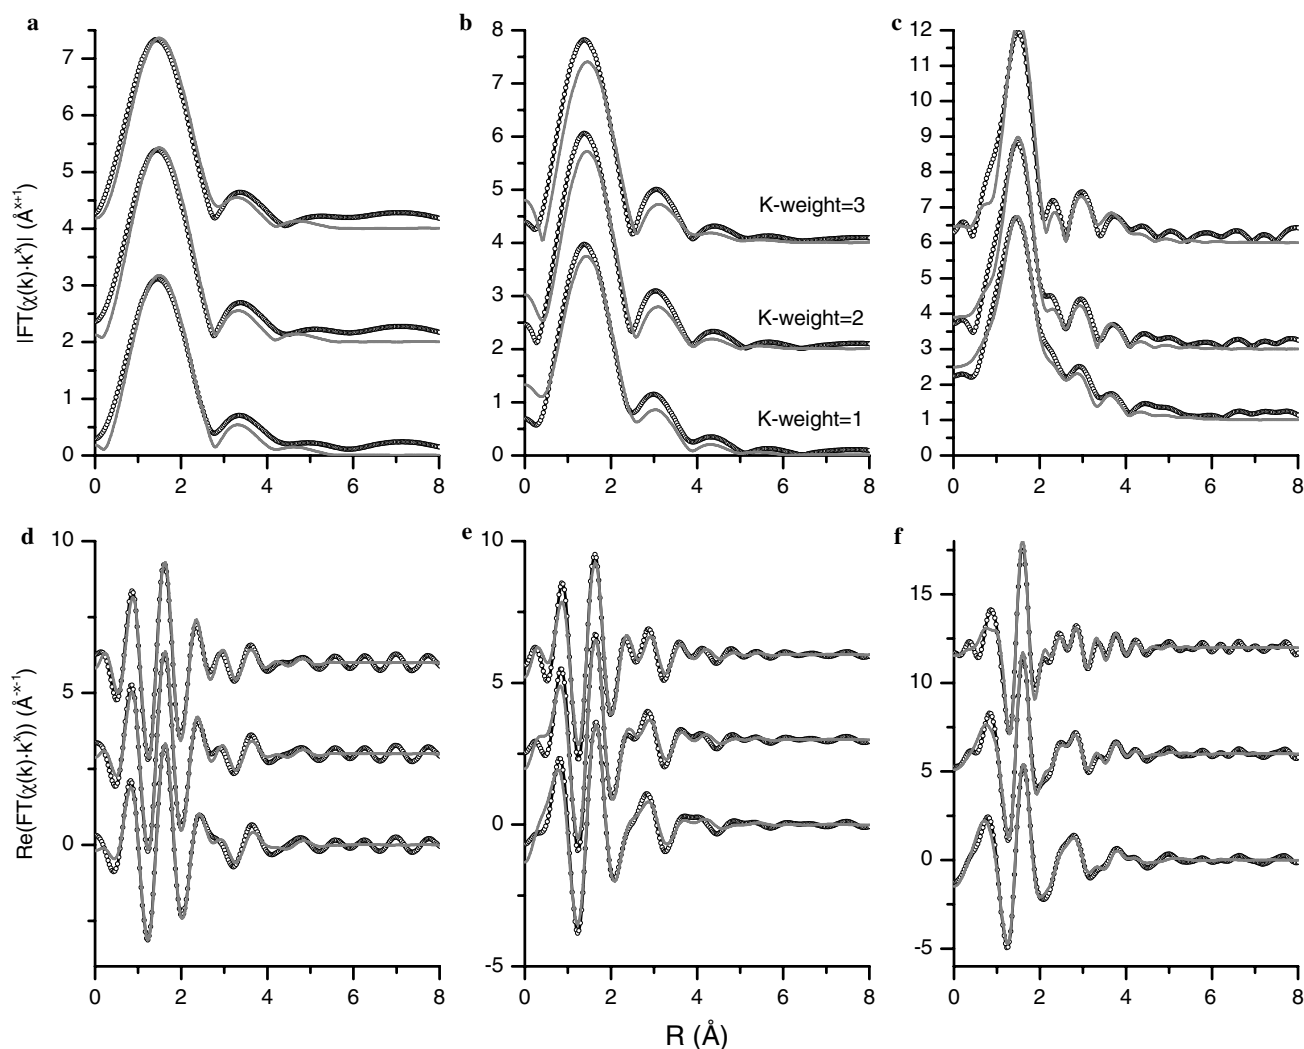 a b c
|FT(χ(k)·kˣ)| (Åˣ⁺¹)
7 6 5 4 3 2 1 0
8 7 6 5 4 3 2 1 0
12 11 10 9 8 7 6 5 4 3 2 1 0
K-weight=3
K-weight=2
K-weight=1
0 2 4 6 8 0 2 4 6 8 0 2 4 6 8
d e f
Re(FT(χ(k)·kˣ)) (Å⁻ˣ⁻¹)
10 5 0
10 5 0 -5
15 10 5 0 -5
0 2 4 6 8 0 2 4 6 8 0 2 4 6 8
R (Å)